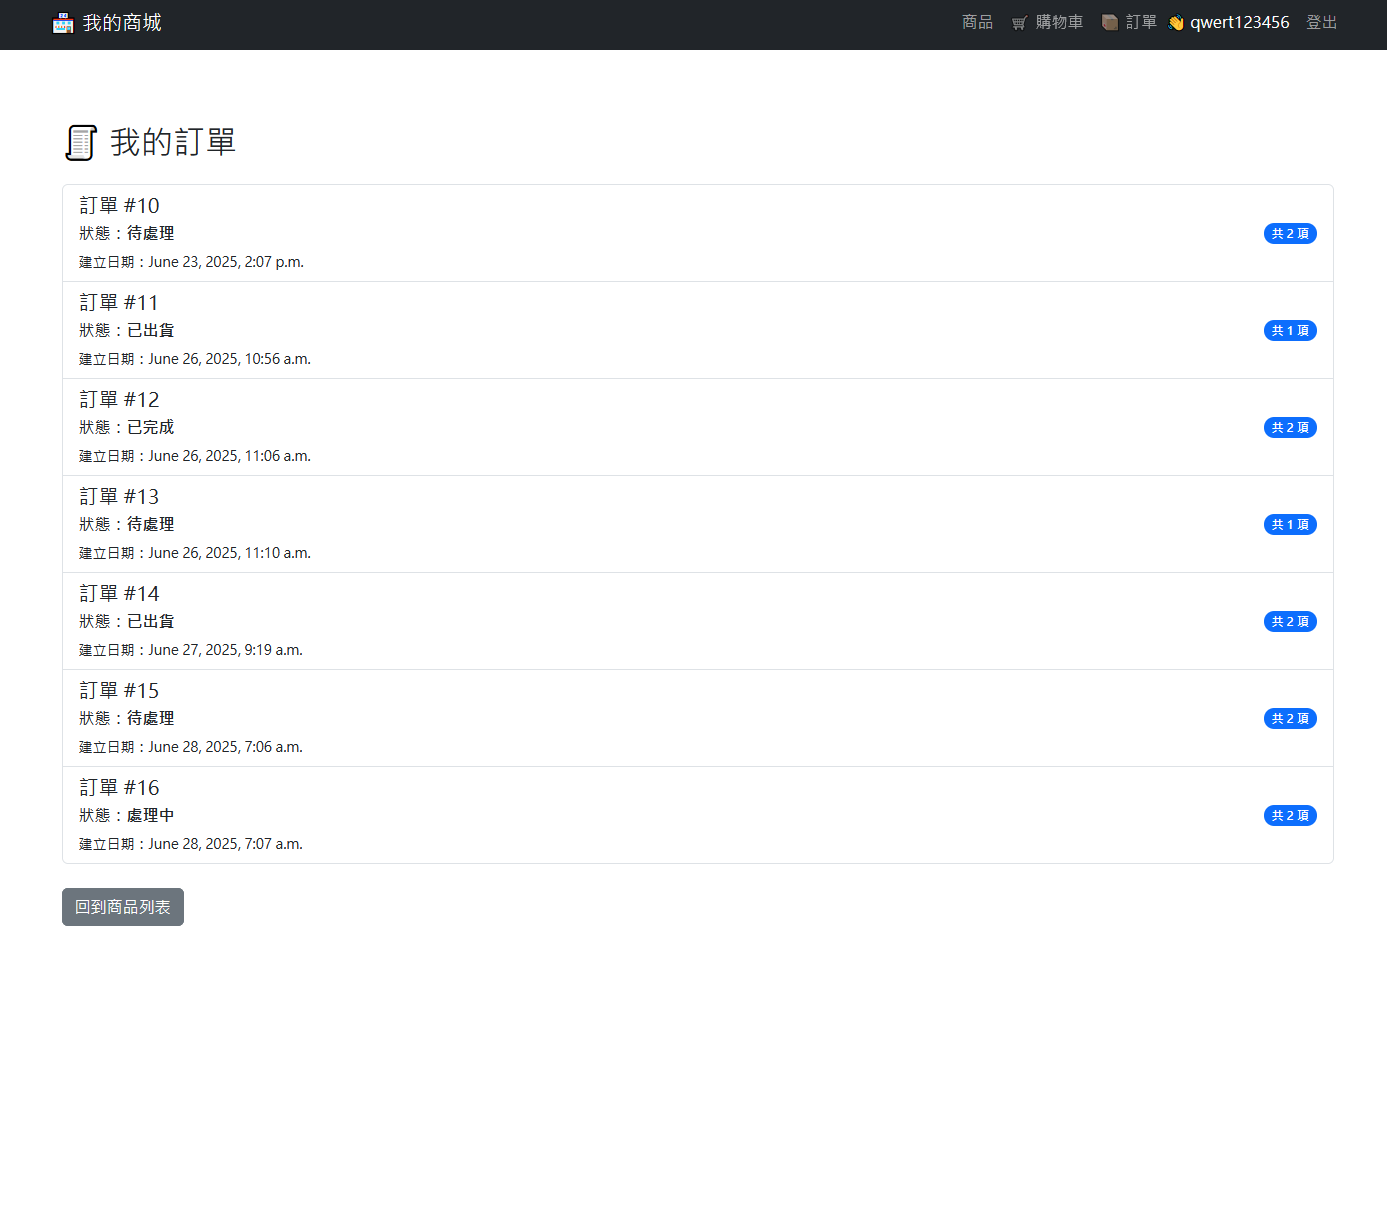 我的商城
商品 購物車 訂單 qwert123456 登出
我的訂單
訂單 #10
狀態：待處理
共 2 項
建立日期：June 23, 2025, 2:07 p.m.
訂單 #11
狀態：已出貨
共 1 項
建立日期：June 26, 2025, 10:56 a.m.
訂單 #12
狀態：已完成
共 2 項
建立日期：June 26, 2025, 11:06 a.m.
訂單 #13
狀態：待處理
共 1 項
建立日期：June 26, 2025, 11:10 a.m.
訂單 #14
狀態：已出貨
共 2 項
建立日期：June 27, 2025, 9:19 a.m.
訂單 #15
狀態：待處理
共 2 項
建立日期：June 28, 2025, 7:06 a.m.
訂單 #16
狀態：處理中
共 2 項
建立日期：June 28, 2025, 7:07 a.m.
回到商品列表